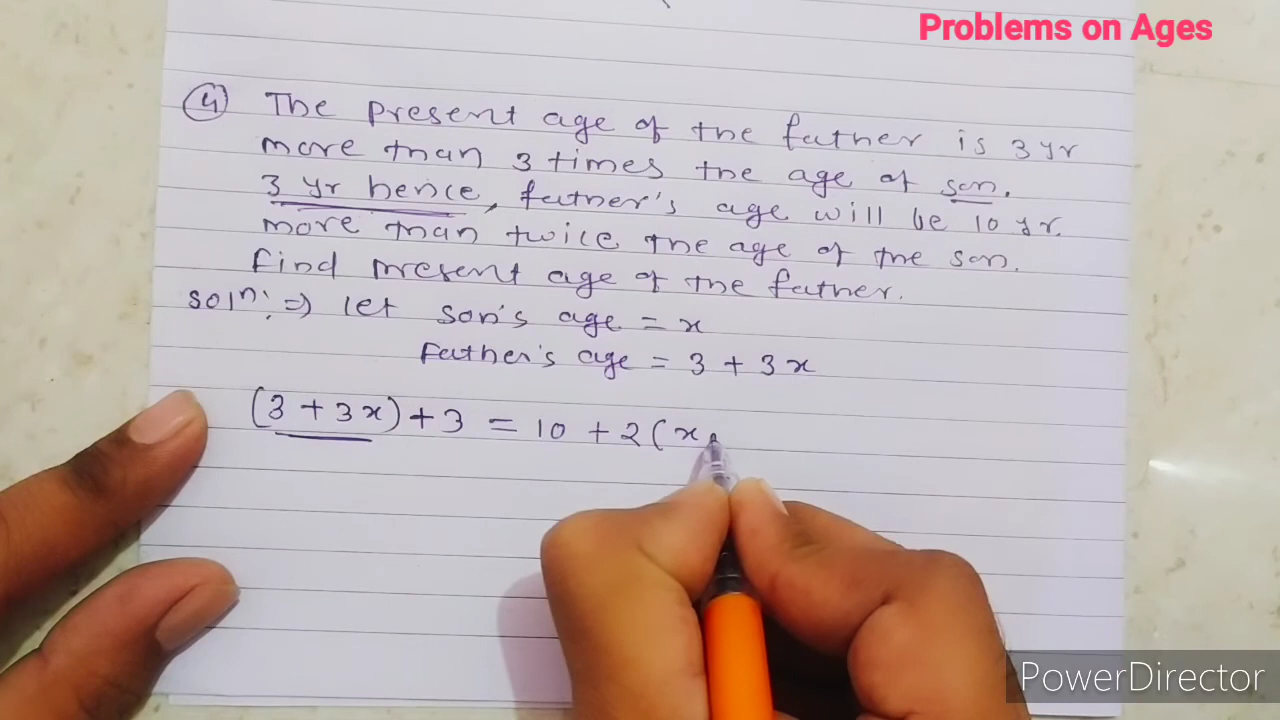 Problems on Ages
4) The present age of the father is 3 yr
more than 3 times the age of son.
3 yr hence, father's age will be 10 yr.
more than twice the age of the son.
Find present age of the father.
soln: => let son's age = x
Father's age = 3 + 3x
(3 + 3x) + 3 = 10 + 2 (x
PowerDirector